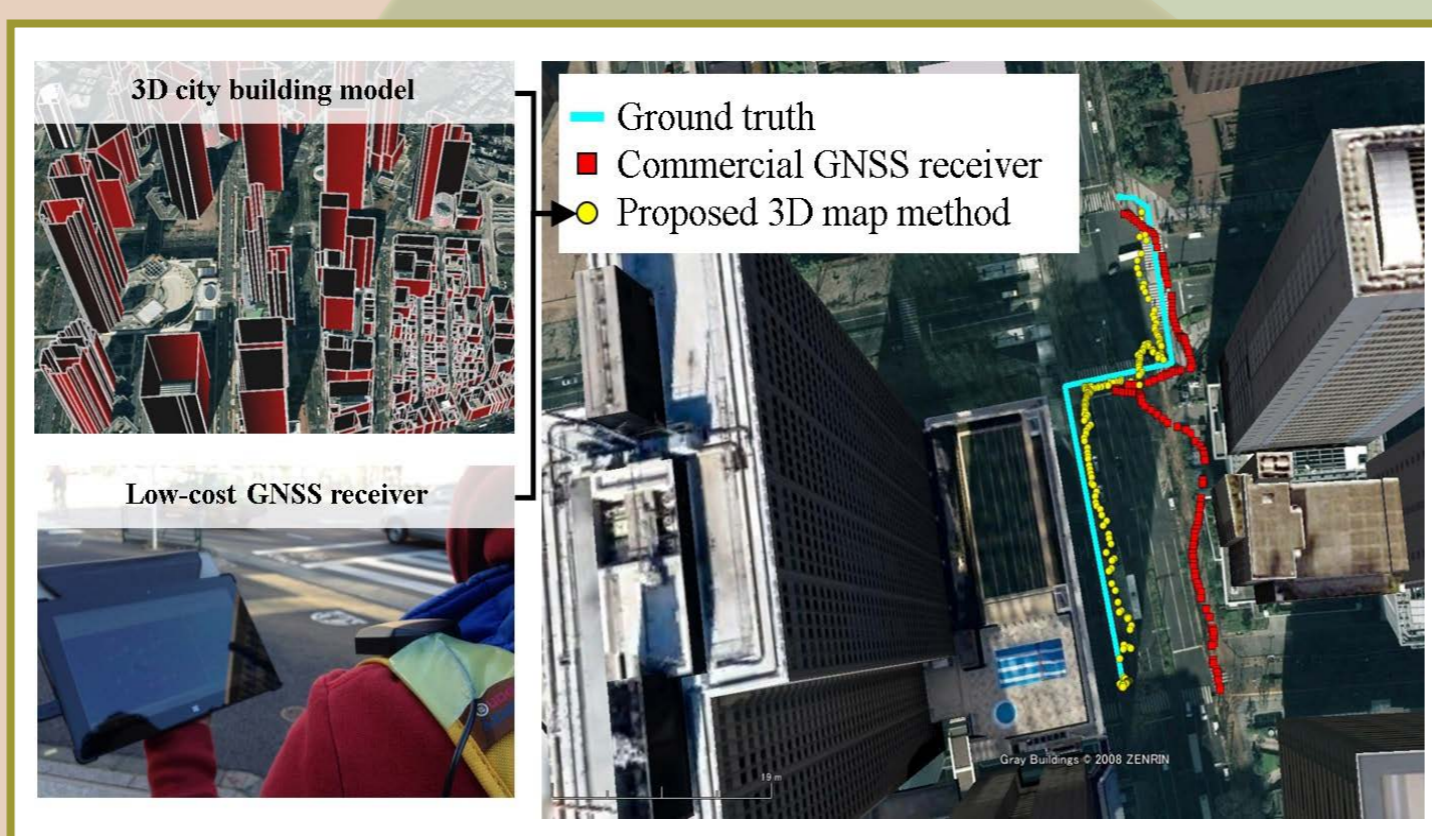 3D city building model
Low-cost GNSS receiver
Ground truth
Commercial GNSS receiver
Proposed 3D map method
Gray Buildings © 2008 ZENRIN
19 m